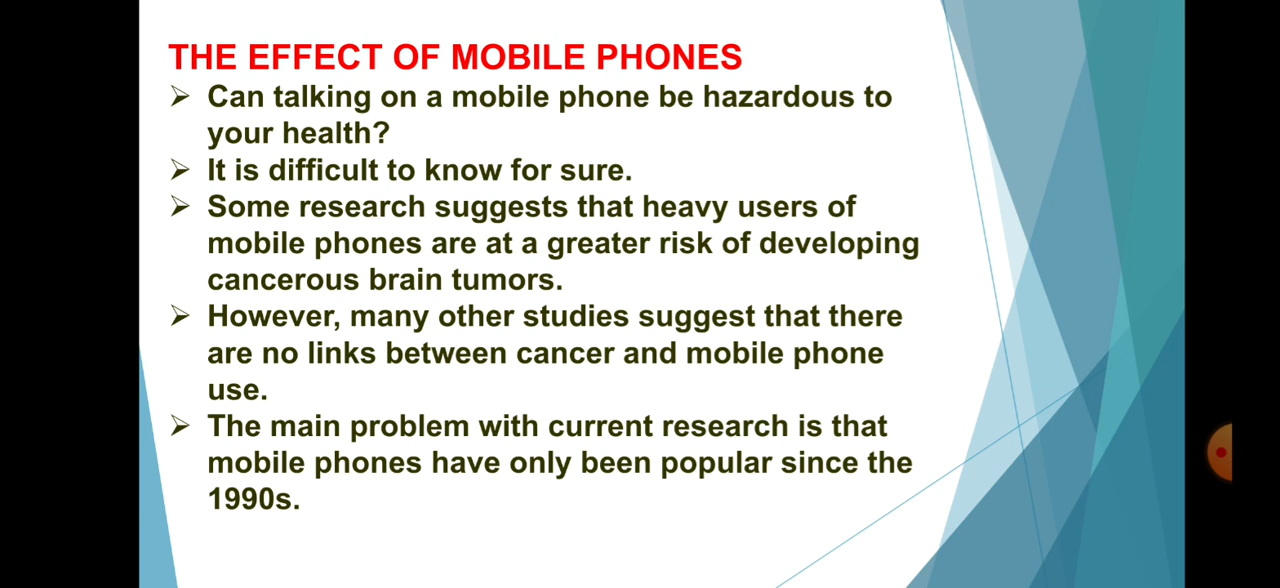 THE EFFECT OF MOBILE PHONES
➢ Can talking on a mobile phone be hazardous to
your health?
➢ It is difficult to know for sure.
➢ Some research suggests that heavy users of
mobile phones are at a greater risk of developing
cancerous brain tumors.
➢ However, many other studies suggest that there
are no links between cancer and mobile phone
use.
➢ The main problem with current research is that
mobile phones have only been popular since the
1990s.